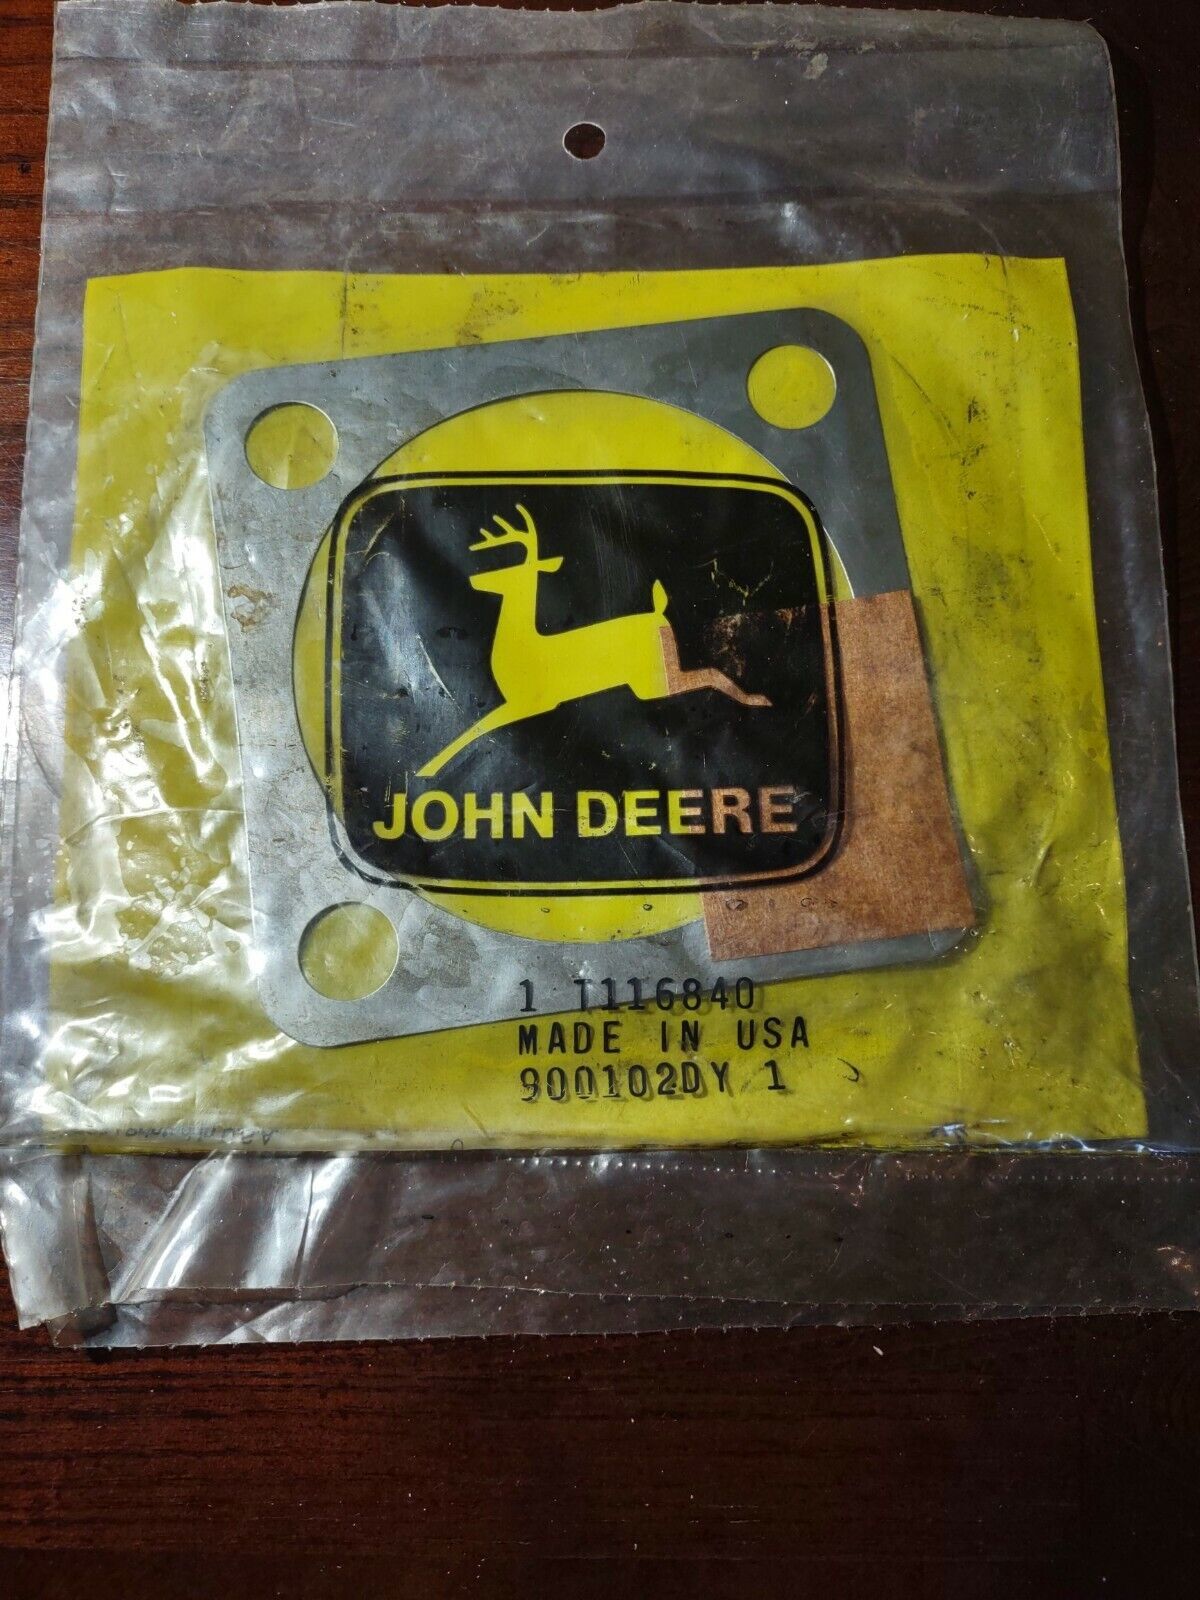 JOHN DEERE
1 T116840
MADE IN USA
900102DY 1